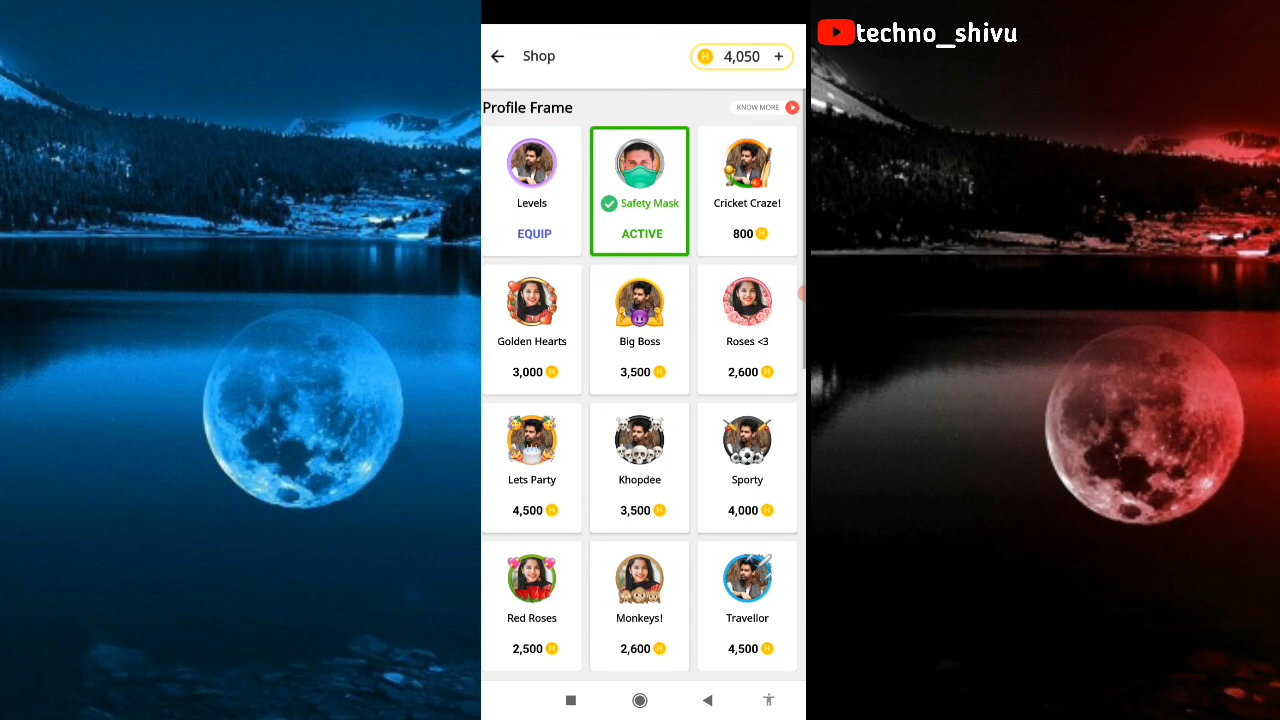 techno_shivu
Shop
4,050 +
Profile Frame
KNOW MORE
Levels
EQUIP
Safety Mask
ACTIVE
Cricket Craze!
800
Golden Hearts
3,000
Big Boss
3,500
Roses <3
2,600
Lets Party
4,500
Khopdee
3,500
Sporty
4,000
Red Roses
2,500
Monkeys!
2,600
Travellor
4,500